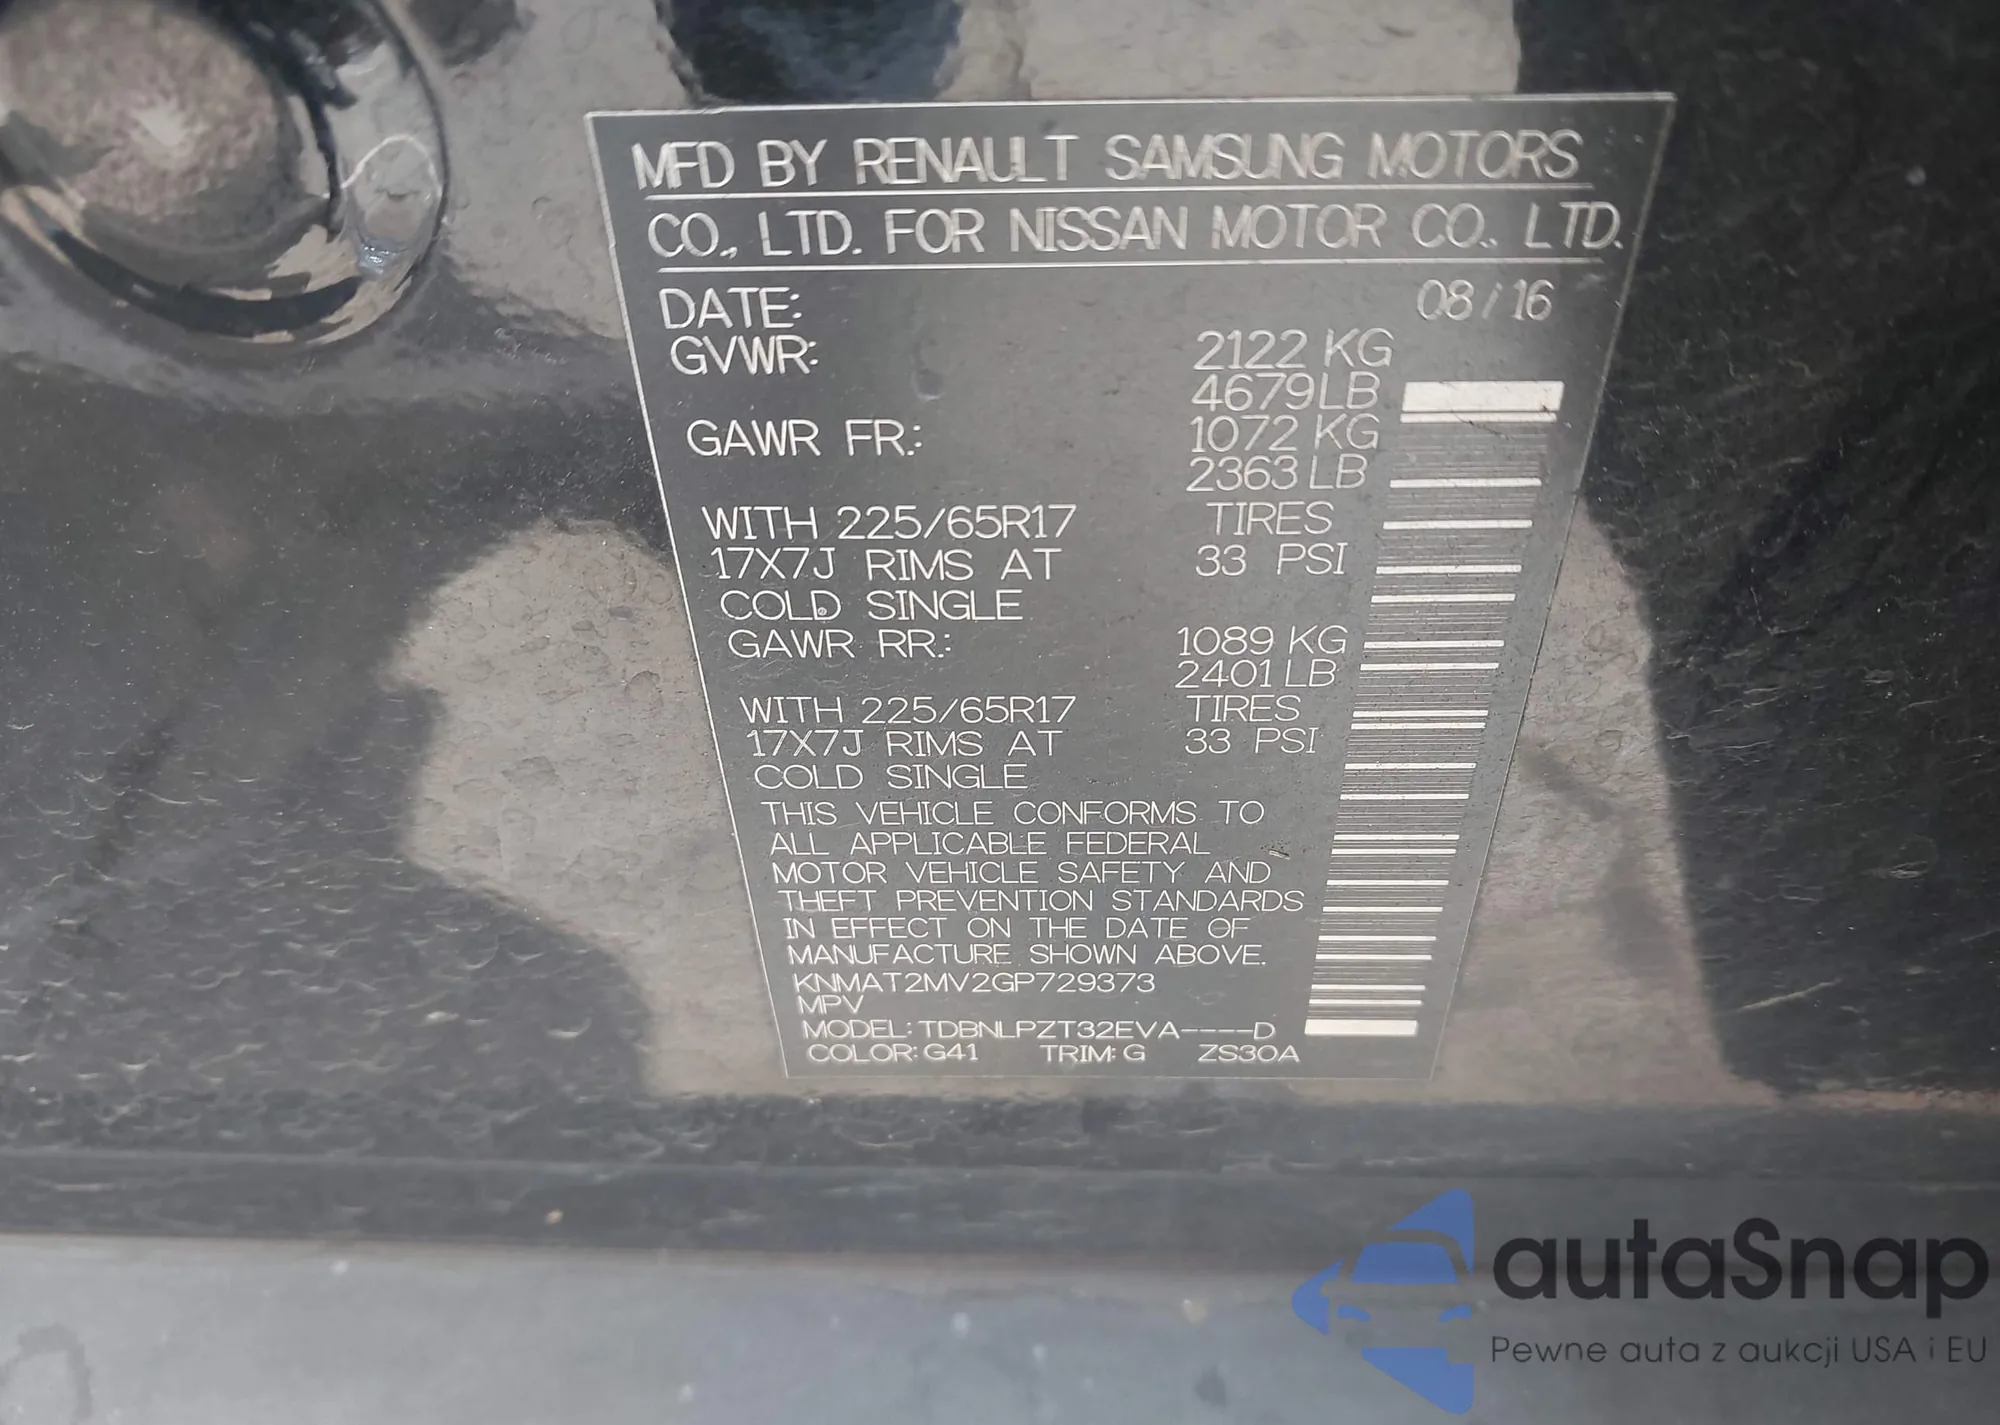 MFD BY RENAULT SAMSUNG MOTORS
CO., LTD. FOR NISSAN MOTOR CO., LTD.
DATE: 08/16
GVWR: 2122 KG
4679LB
GAWR FR.: 1072 KG
2363 LB
WITH 225/65R17 TIRES
17X7J RIMS AT 33 PSI
COLD SINGLE
GAWR RR.: 1089 KG
2401 LB
WITH 225/65R17 TIRES
17X7J RIMS AT 33 PSI
COLD SINGLE
THIS VEHICLE CONFORMS TO
ALL APPLICABLE FEDERAL
MOTOR VEHICLE SAFETY AND
THEFT PREVENTION STANDARDS
IN EFFECT ON THE DATE OF
MANUFACTURE SHOWN ABOVE.
KNMAT2MV2GP729373
MPV
MODEL: TDBNLPZT32EVA----D
COLOR: G41 TRIM: G ZS30A
autaSnap
Pewne auta z aukcji USA i EU